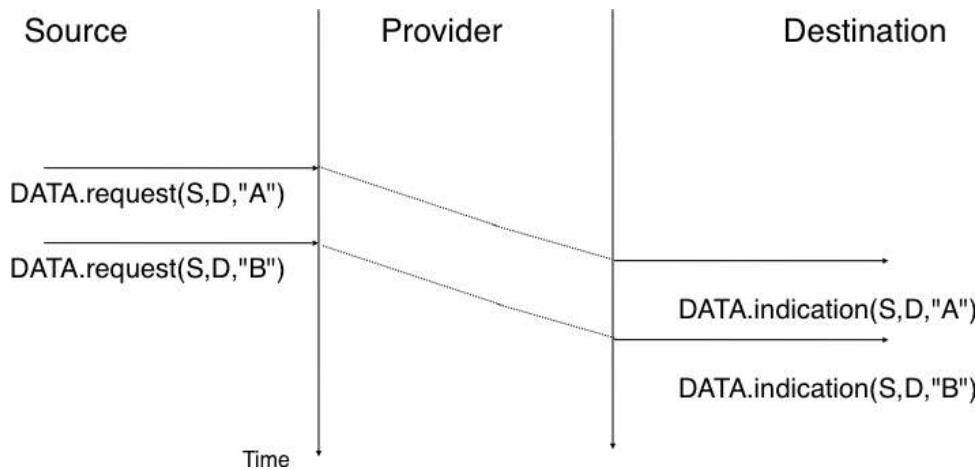 Source
Provider
Destination
DATA.request(S,D,"A")
DATA.request(S,D,"B")
DATA.indication(S,D,"A")
DATA.indication(S,D,"B")
Time